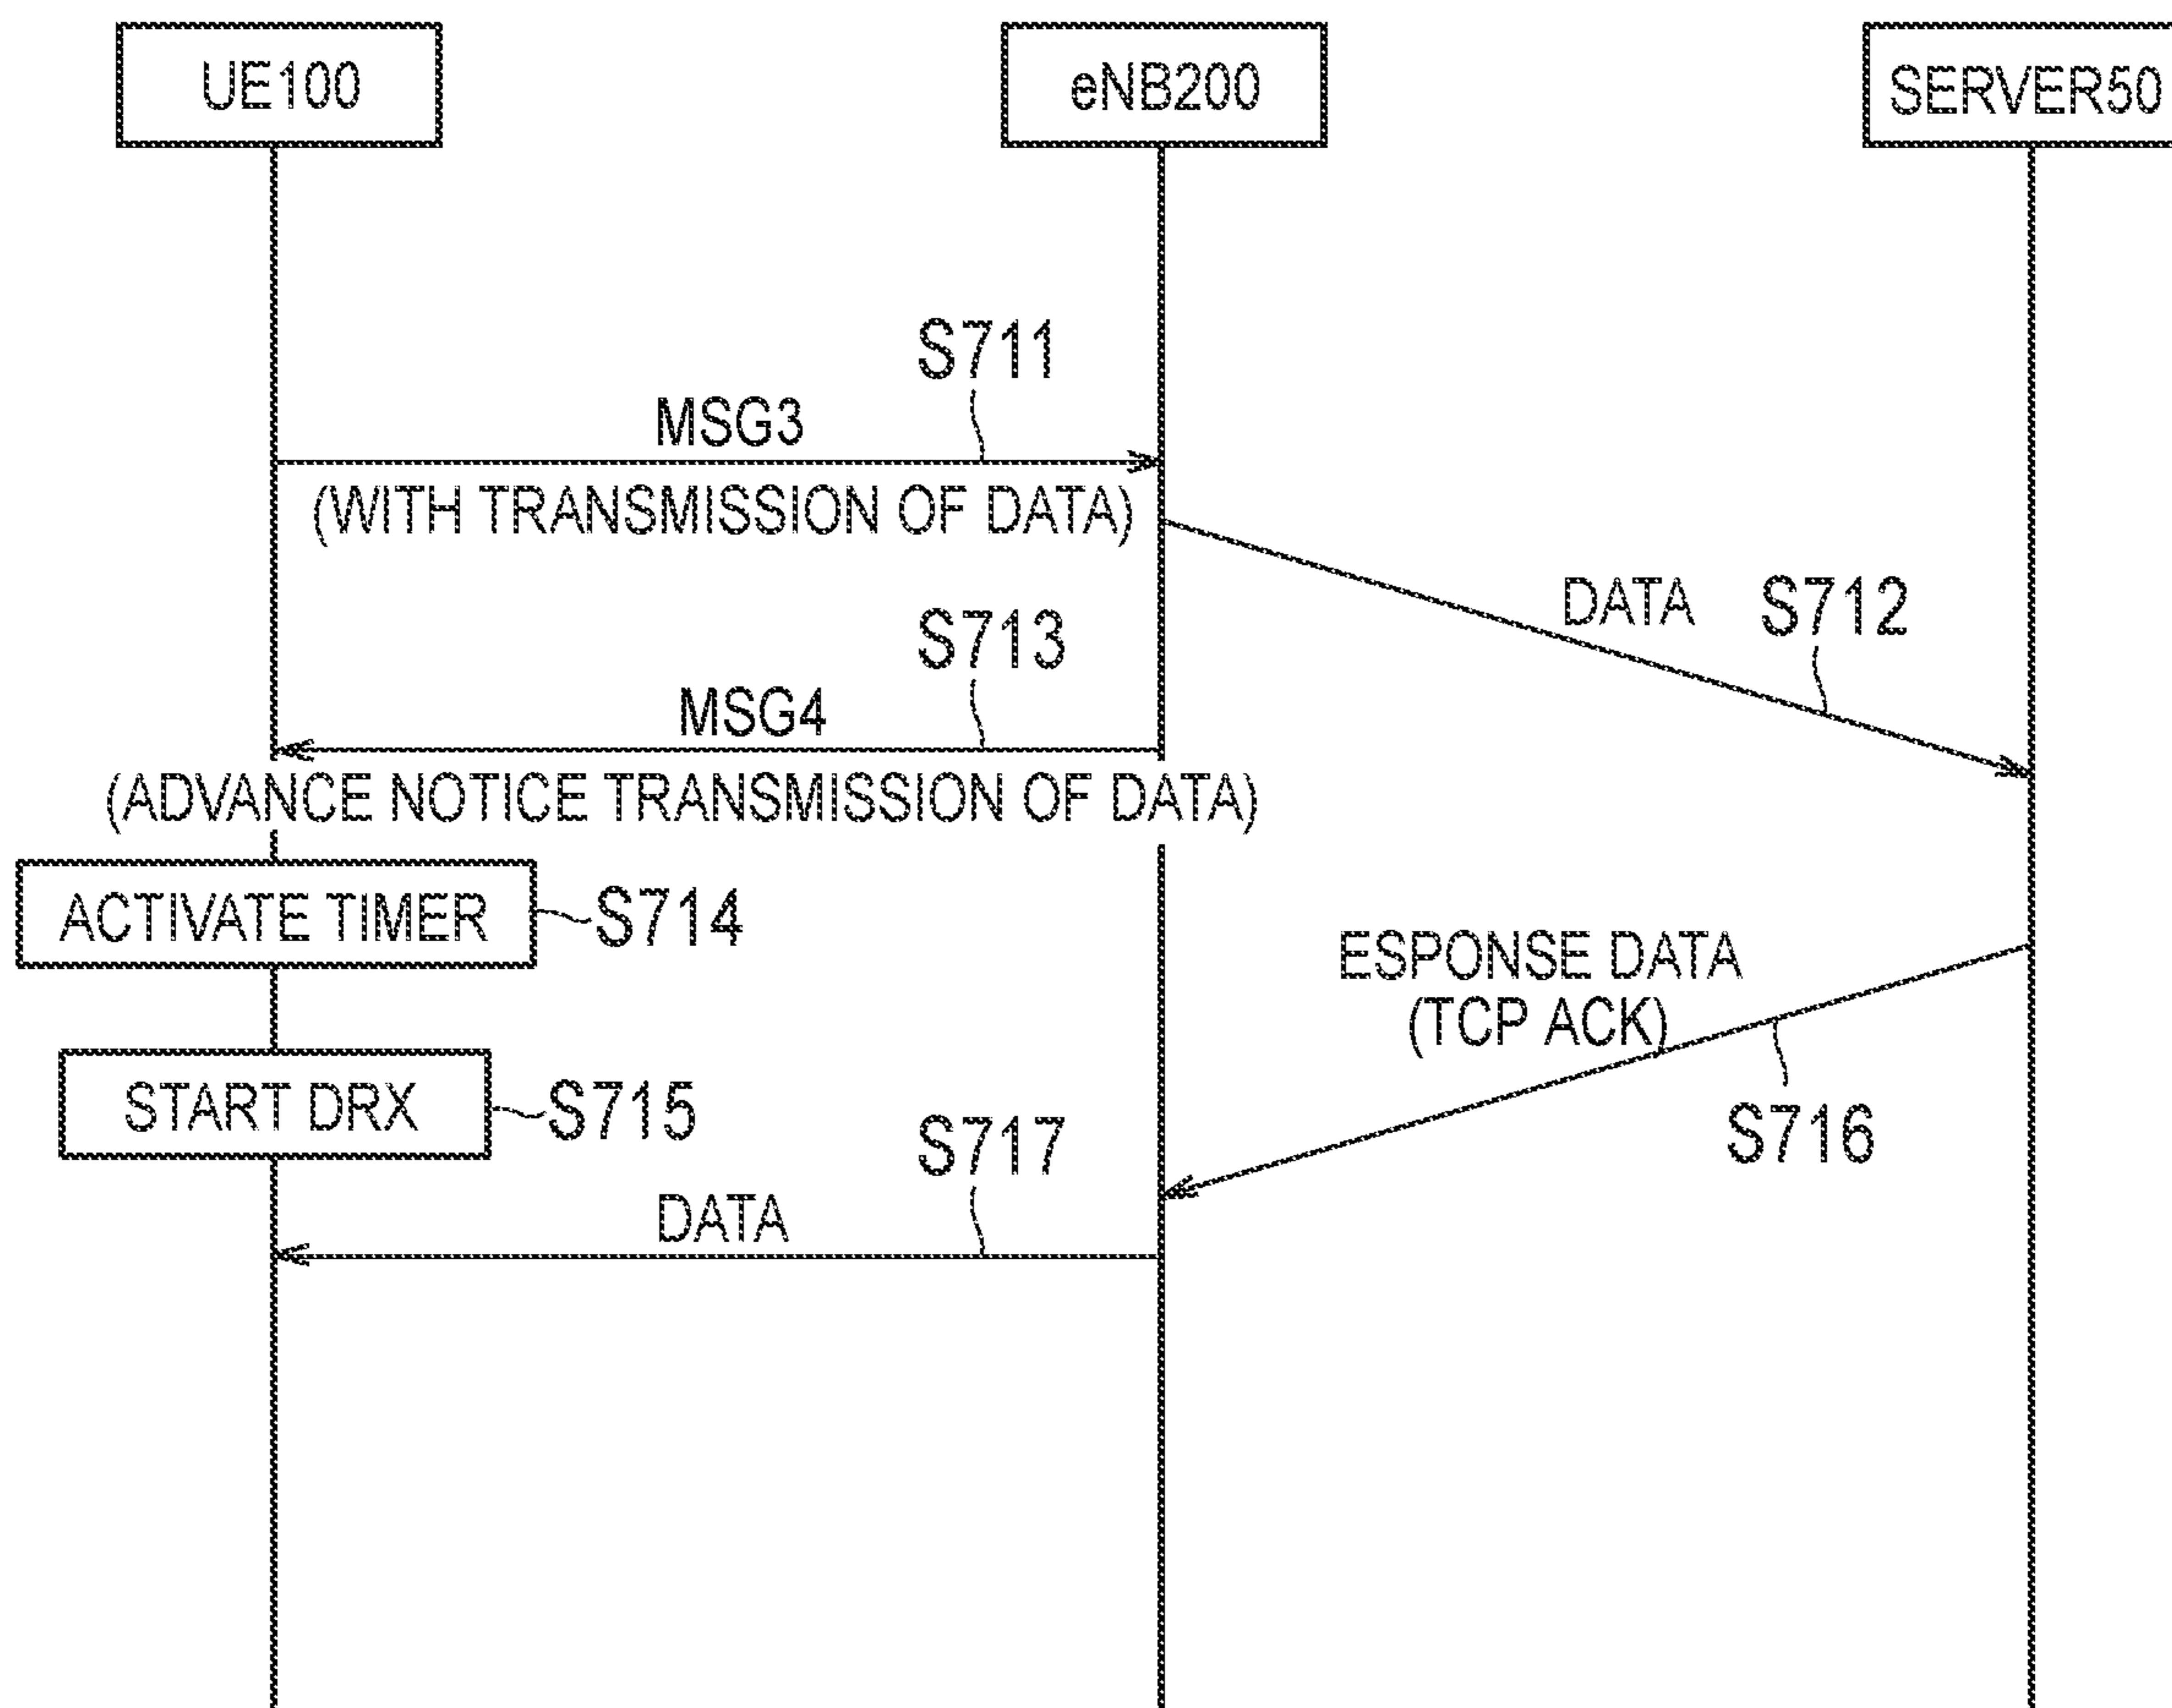 UE100
eNB200
SERVER50
S711
MSG3
(WITH TRANSMISSION OF DATA)
DATA S712
S713
MSG4
(ADVANCE NOTICE TRANSMISSION OF DATA)
ACTIVATE TIMER S714
ESPONSE DATA
(TCP ACK)
START DRX S715
S716
S717
DATA